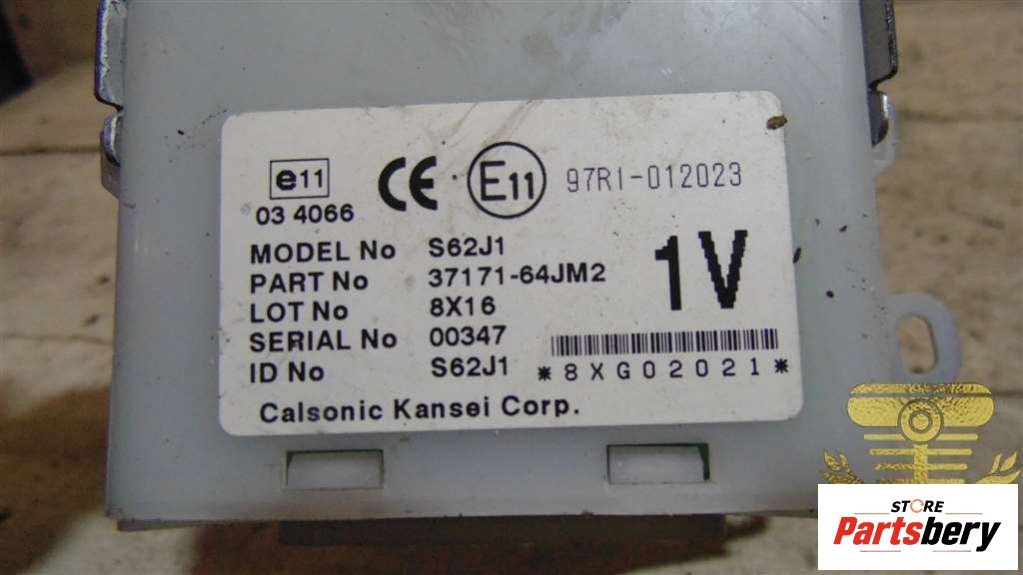 e11
03 4066
CE
E11
97RI-012023
MODEL No S62J1
PART No 37171-64JM2
LOT No 8X16
SERIAL No 00347
ID No S62J1
1V
*8XG02021*
Calsonic Kansei Corp.
STORE
Partsbery